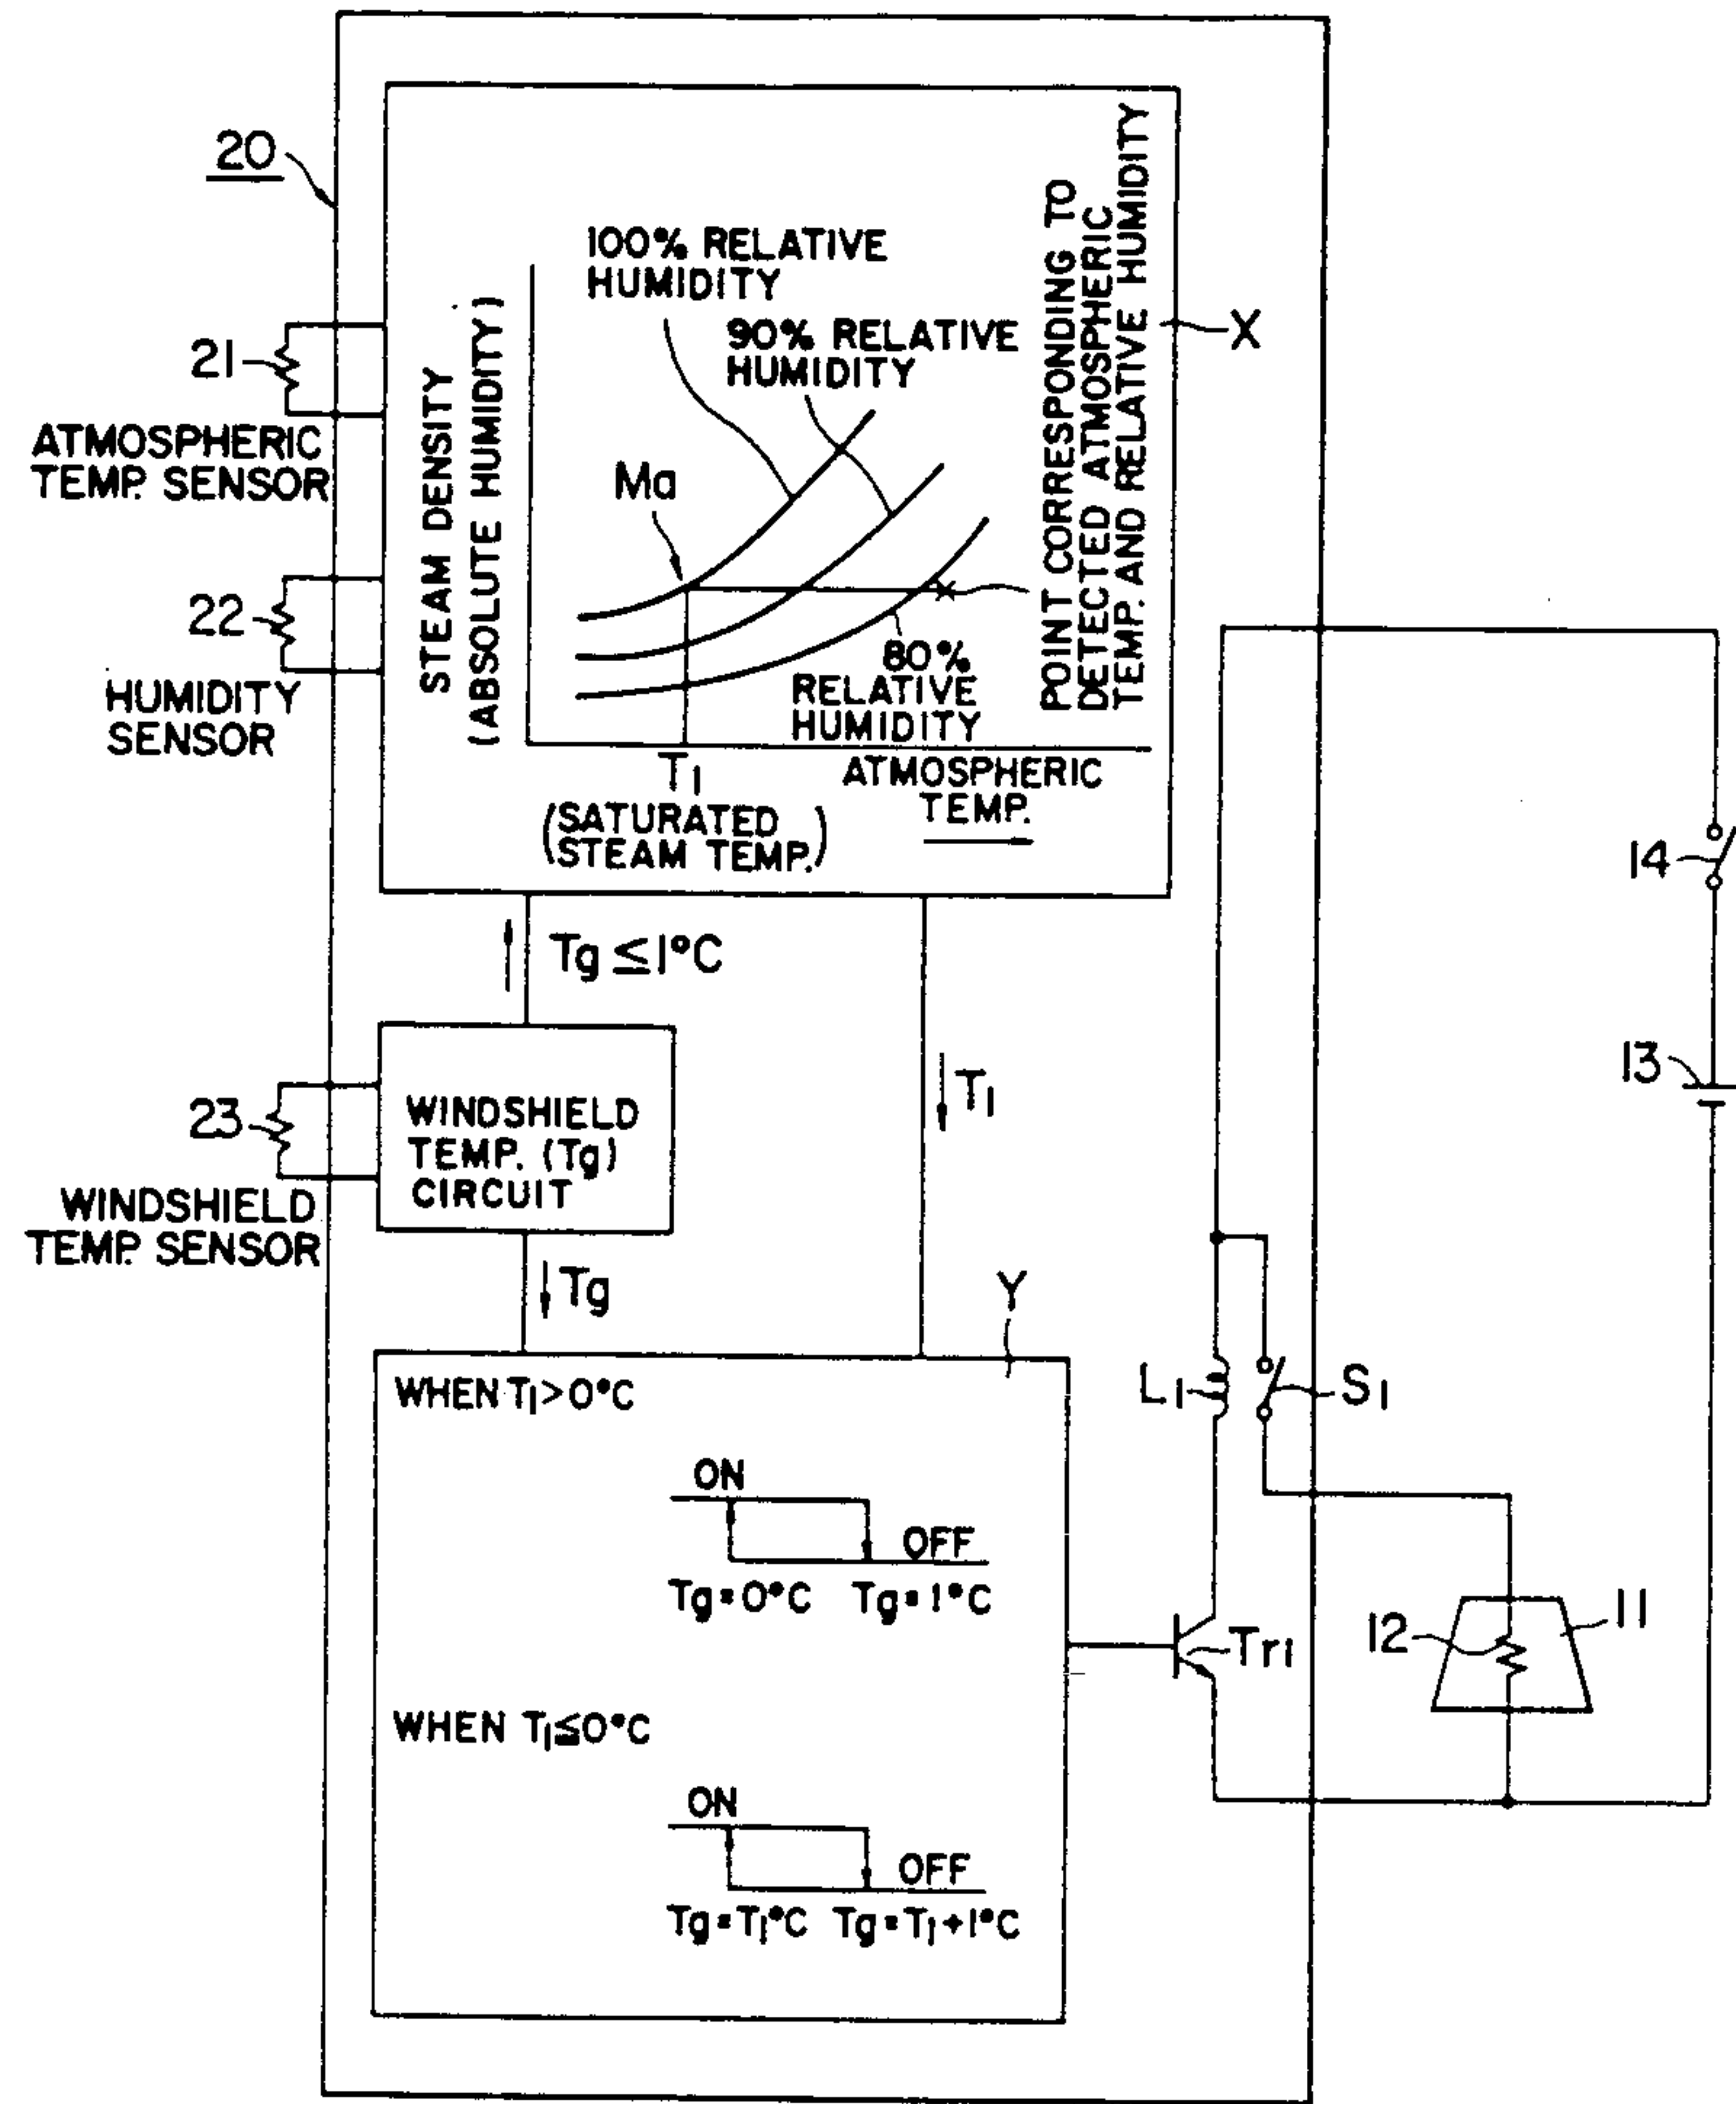 20
100% RELATIVE
HUMIDITY
90% RELATIVE
HUMIDITY
POINT CORRESPONDING TO
DETECTED ATMOSPHERIC
TEMP. AND RELATIVE HUMIDITY
X
STEAM DENSITY
(ABSOLUTE HUMIDITY)
Ma
80%
RELATIVE
HUMIDITY
T1
(SATURATED
STEAM TEMP.)
ATMOSPHERIC
TEMP.
21
ATMOSPHERIC
TEMP. SENSOR
22
HUMIDITY
SENSOR
14
13
Tg ≤ 1°C
T1
23
WINDSHIELD
TEMP. SENSOR
WINDSHIELD
TEMP. (Tg)
CIRCUIT
Tg
Y
L1
S1
WHEN T1>0°C
ON
OFF
Tg=0°C Tg=1°C
Tr1
12
11
WHEN T1≦0°C
ON
OFF
Tg=T1°C Tg=T1+1°C